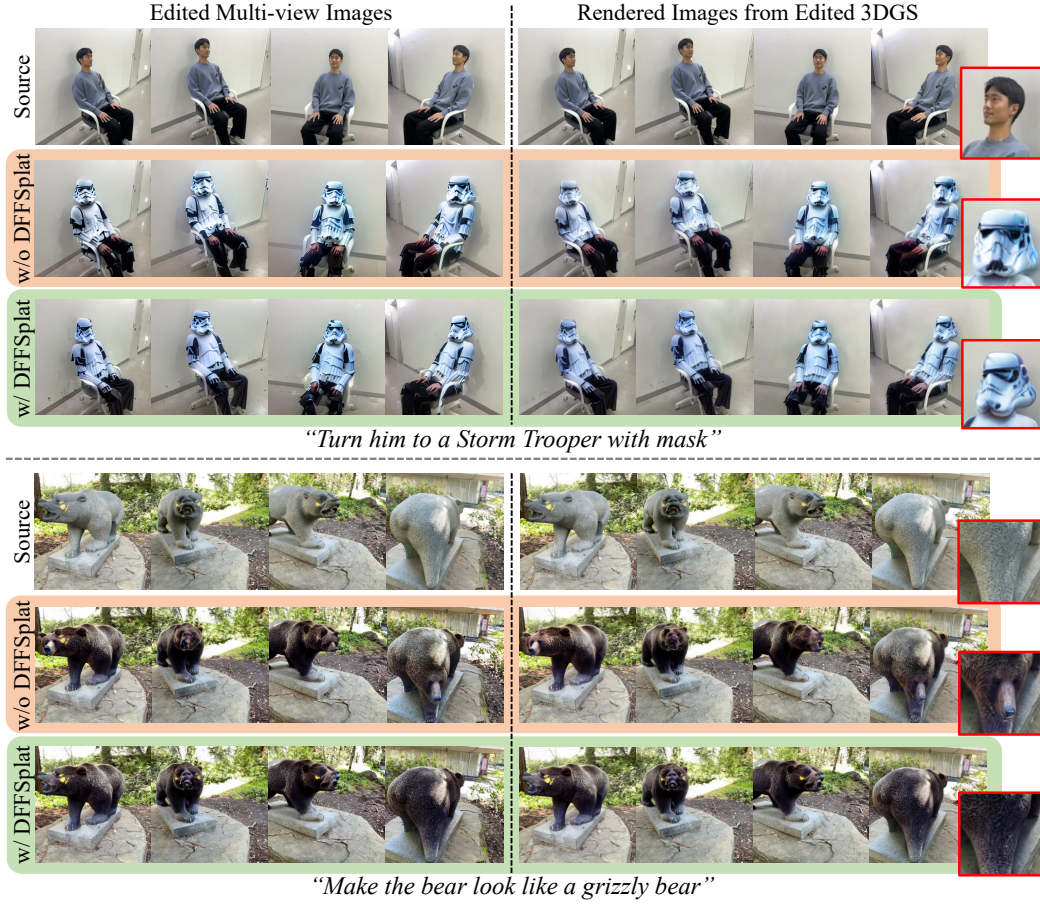 Edited Multi-view Images
Rendered Images from Edited 3DGS
Source
w/o DFFSplat
w/ DFFSplat
“Turn him to a Storm Trooper with mask”
Source
w/o DFFSplat
w/ DFFSplat
“Make the bear look like a grizzly bear”